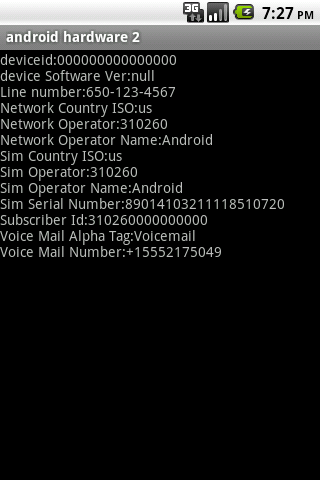 3G 7:27 PM
android hardware 2
deviceid:000000000000000
device Software Ver:null
Line number:650-123-4567
Network Country ISO:us
Network Operator:310260
Network Operator Name:Android
Sim Country ISO:us
Sim Operator:310260
Sim Operator Name:Android
Sim Serial Number:89014103211118510720
Subscriber Id:310260000000000
Voice Mail Alpha Tag:Voicemail
Voice Mail Number:+15552175049